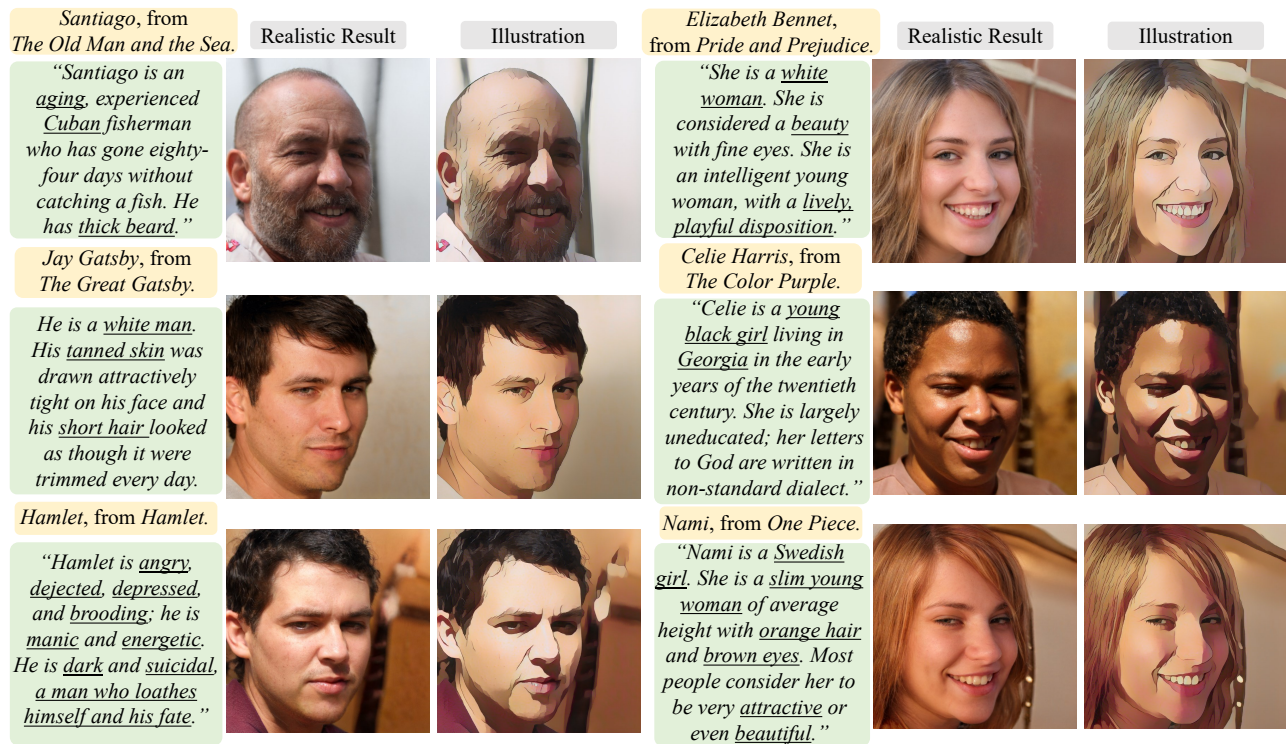 Santiago, from
The Old Man and the Sea.
Realistic Result
Illustration
“Santiago is an
aging, experienced
Cuban fisherman
who has gone eighty-
four days without
catching a fish. He
has thick beard.”
Jay Gatsby, from
The Great Gatsby.
He is a white man.
His tanned skin was
drawn attractively
tight on his face and
his short hair looked
as though it were
trimmed every day.
Hamlet, from Hamlet.
“Hamlet is angry,
dejected, depressed,
and brooding; he is
manic and energetic.
He is dark and suicidal,
a man who loathes
himself and his fate.”
Elizabeth Bennet,
from Pride and Prejudice.
Realistic Result
Illustration
“She is a white
woman. She is
considered a beauty
with fine eyes. She is
an intelligent young
woman, with a lively,
playful disposition.”
Celie Harris, from
The Color Purple.
“Celie is a young
black girl living in
Georgia in the early
years of the twentieth
century. She is largely
uneducated; her letters
to God are written in
non-standard dialect.”
Nami, from One Piece.
“Nami is a Swedish
girl. She is a slim young
woman of average
height with orange hair
and brown eyes. Most
people consider her to
be very attractive or
even beautiful.”